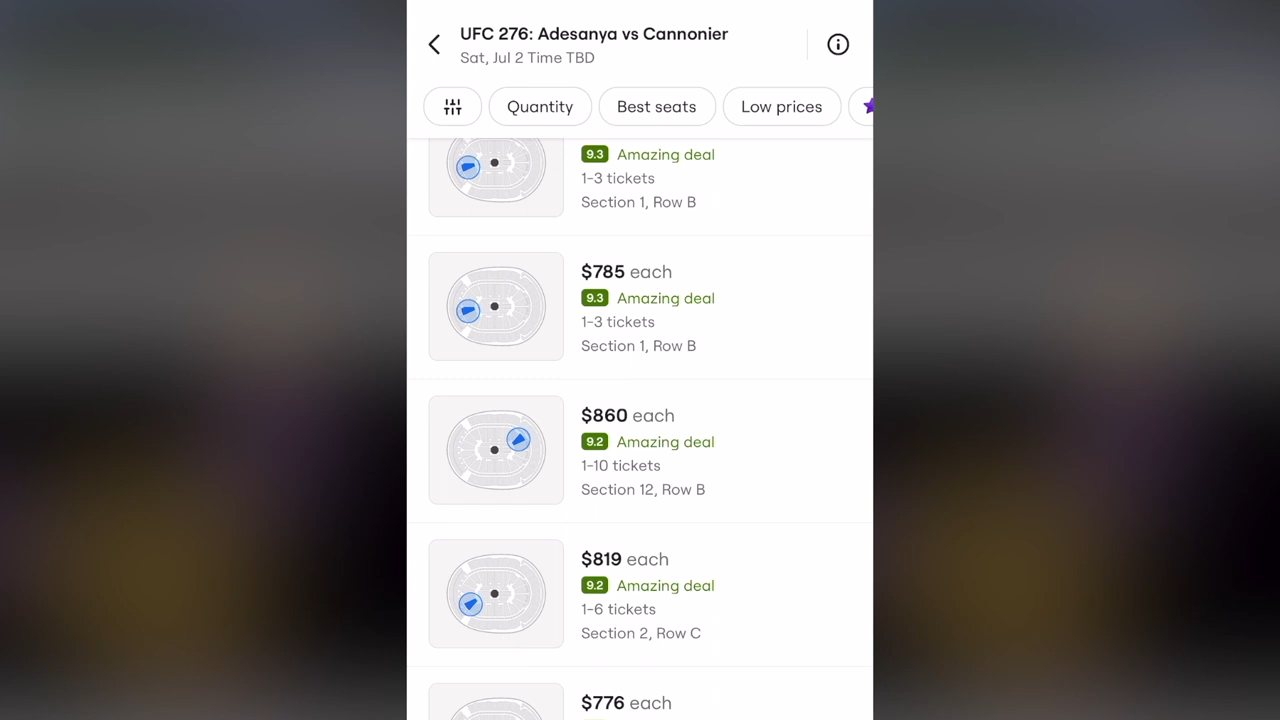 UFC 276: Adesanya vs Cannonier
Sat, Jul 2 Time TBD
Quantity
Best seats
Low prices
9.3 Amazing deal
1-3 tickets
Section 1, Row B
$785 each
9.3 Amazing deal
1-3 tickets
Section 1, Row B
$860 each
9.2 Amazing deal
1-10 tickets
Section 12, Row B
$819 each
9.2 Amazing deal
1-6 tickets
Section 2, Row C
$776 each